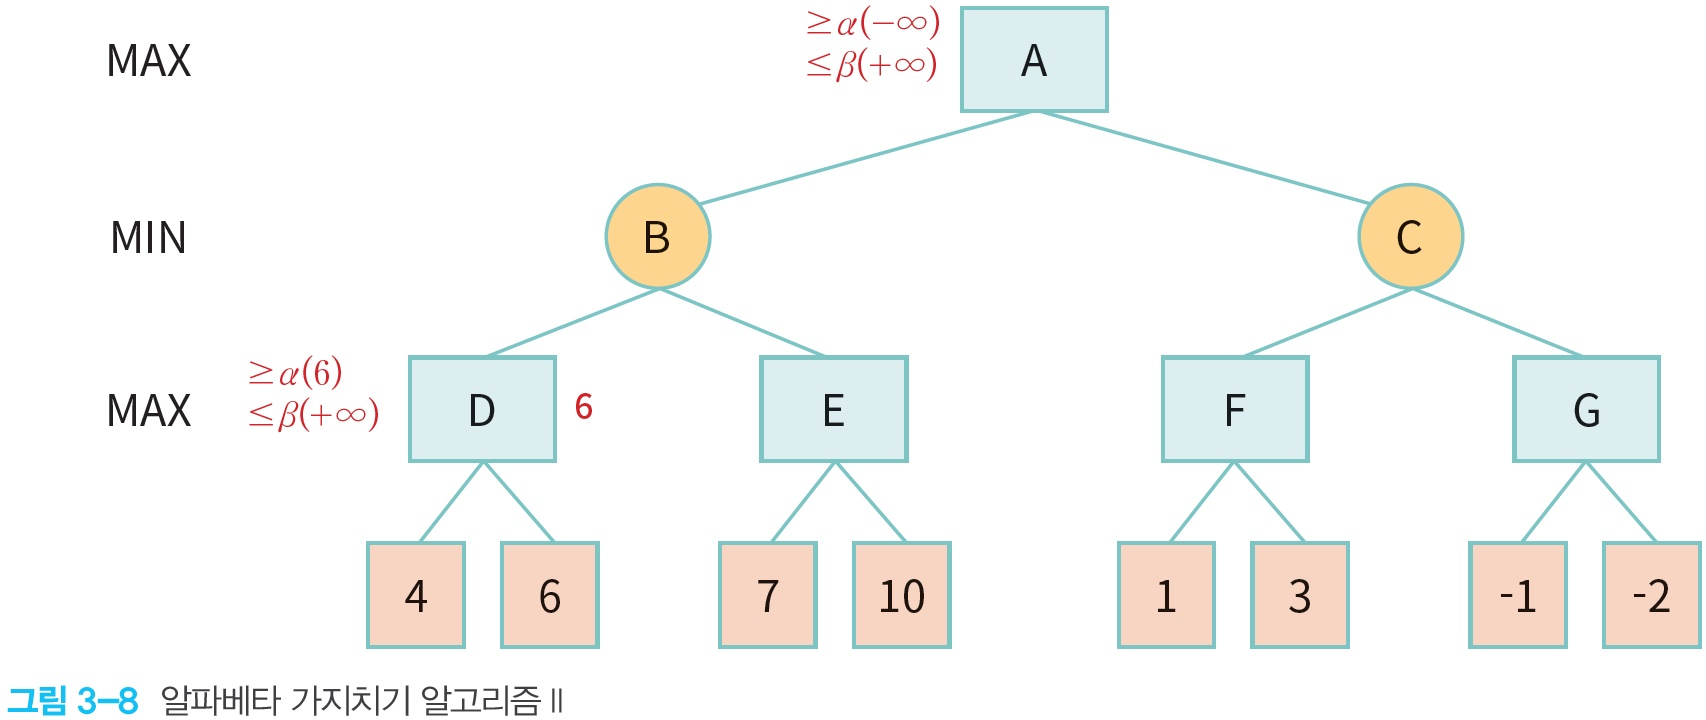 MAX
≥α(−∞)
≤β(+∞)
A
MIN
B
C
MAX
≥α(6)
≤β(+∞)
D
6
E
F
G
4
6
7
10
1
3
-1
-2
그림 3-8 알파베타 가지치기 알고리즘 Ⅱ